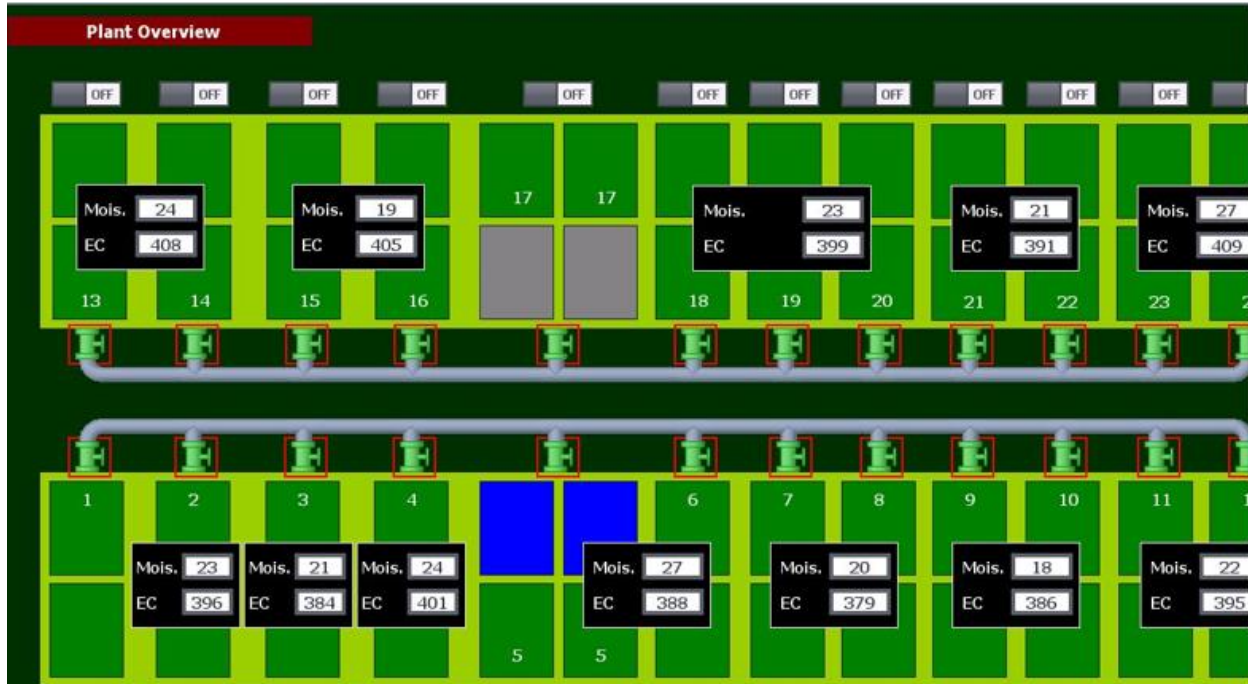 Plant Overview
OFF OFF OFF OFF OFF OFF OFF OFF OFF OFF OFF
17 17
Mois. 24 Mois. 19 Mois. 23 Mois. 21 Mois. 27
EC 408 EC 405 EC 399 EC 391 EC 409
13 14 15 16 18 19 20 21 22 23
1 2 3 4 6 7 8 9 10 11
Mois. 23 Mois. 21 Mois. 24 Mois. 27 Mois. 20 Mois. 18 Mois. 22
EC 396 EC 384 EC 401 EC 388 EC 379 EC 386 EC 395
5 5